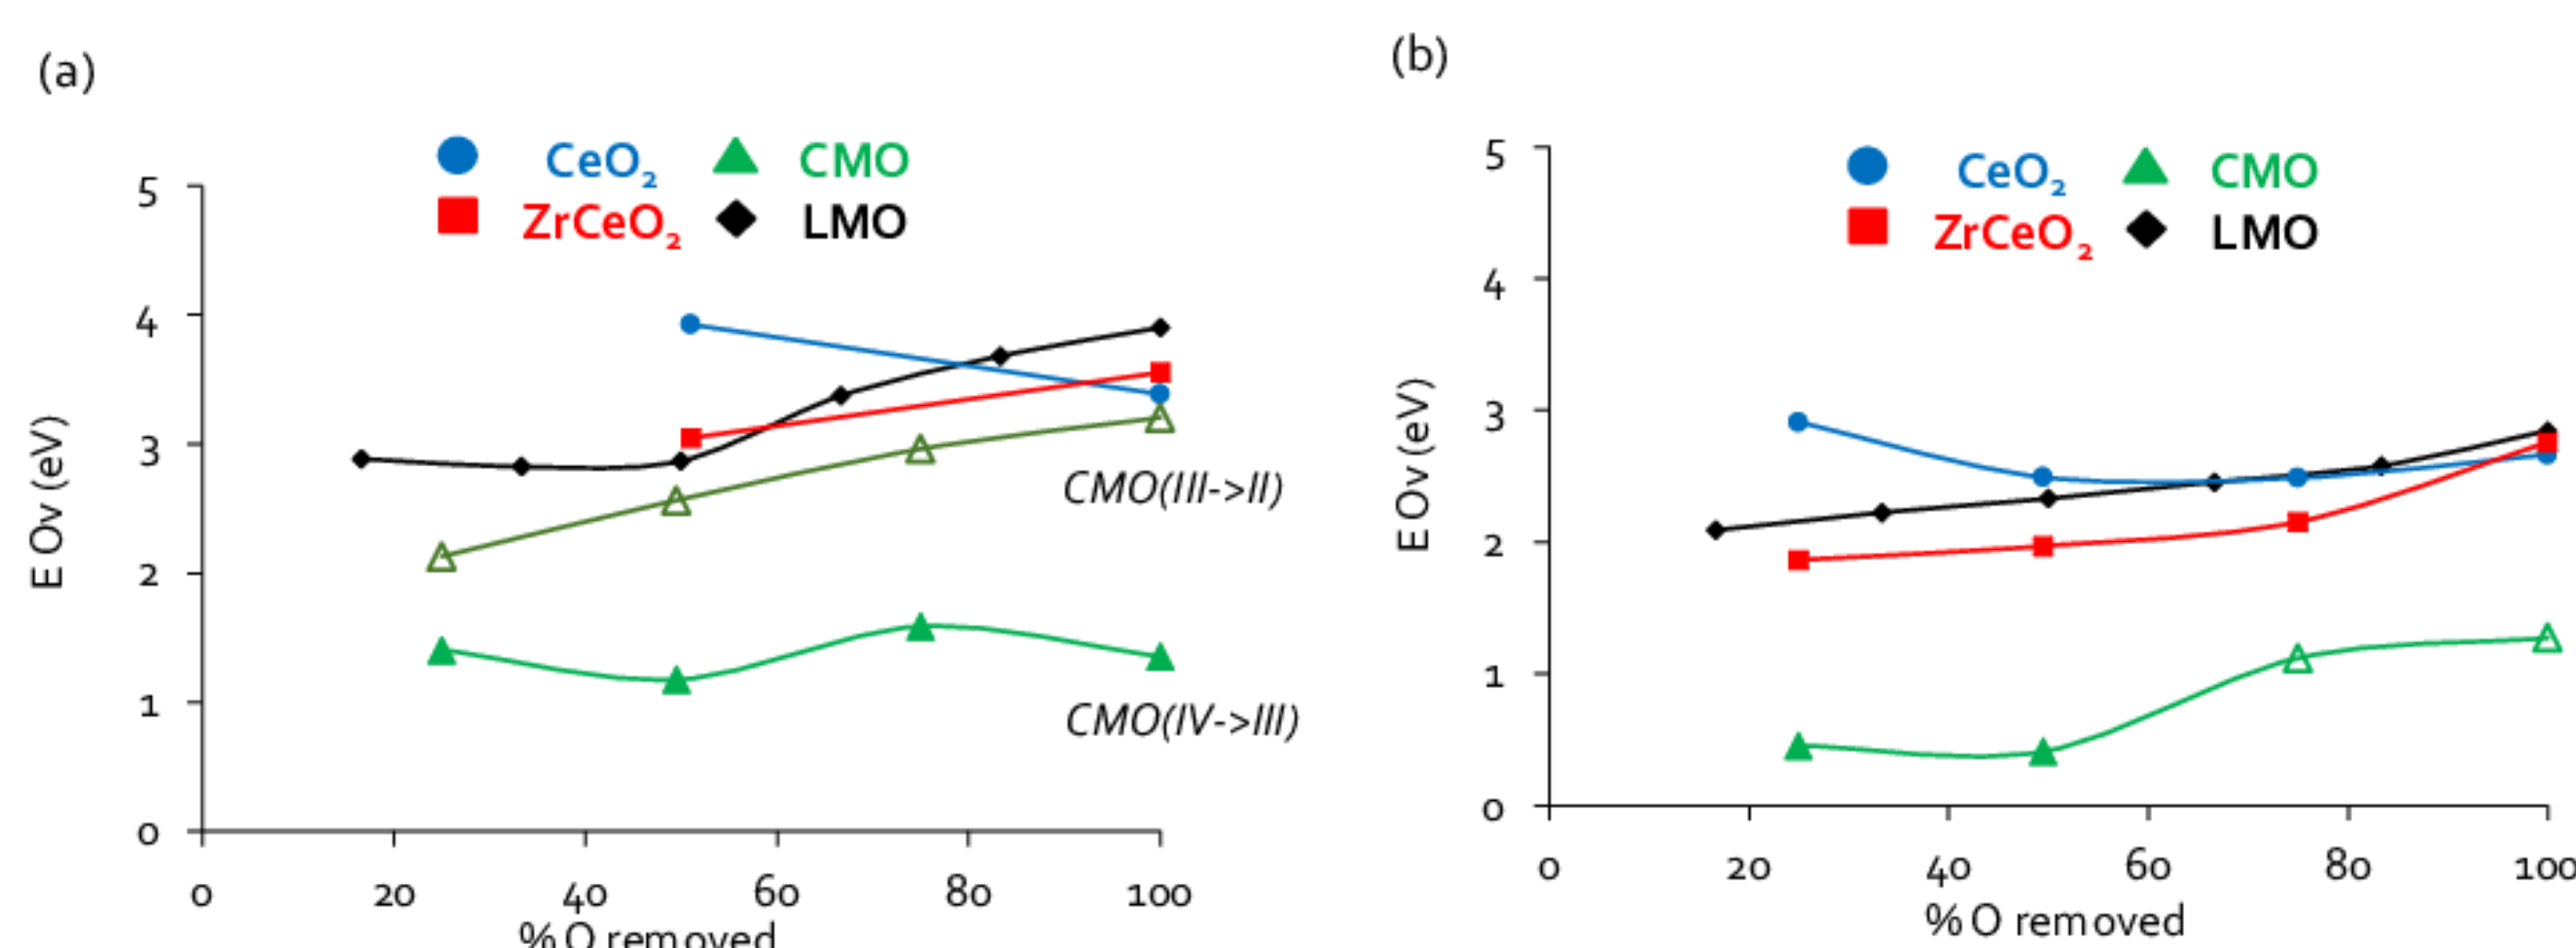 (a)
CeO₂ CMO
ZrCeO₂ LMO
5
4
3
2
1
0
E Ov (eV)
CMO(III->II)
CMO(IV->III)
0 20 40 60 80 100
% O removed
(b)
CeO₂ CMO
ZrCeO₂ LMO
5
4
3
2
1
0
E Ov (eV)
0 20 40 60 80 100
% O removed